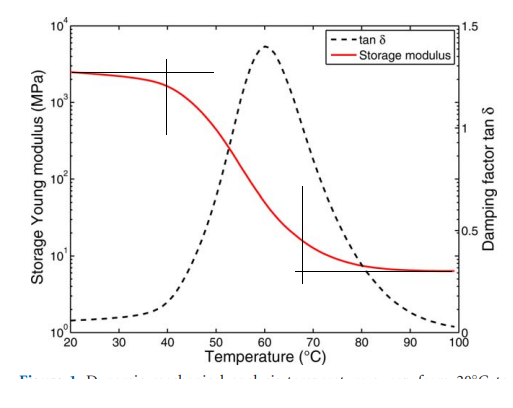 10⁴
10³
10²
10¹
10⁰
Storage Young modulus (MPa)
tan δ
Storage modulus
1.5
1
0.5
0
Damping factor tan δ
20 30 40 50 60 70 80 90 100
Temperature (°C)